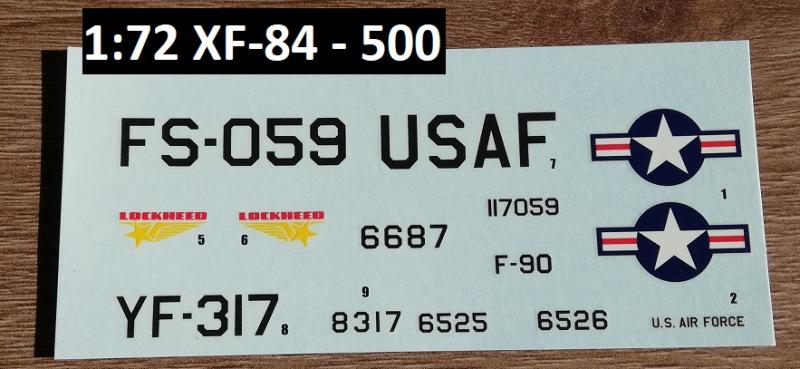 1:72 XF-84 - 500
FS-059 USAF 7
1
LOCKHEED 5 6 LOCKHEED
6687
117059
F-90
2
YF-317 8
9
8317 6525 6526
U.S. AIR FORCE